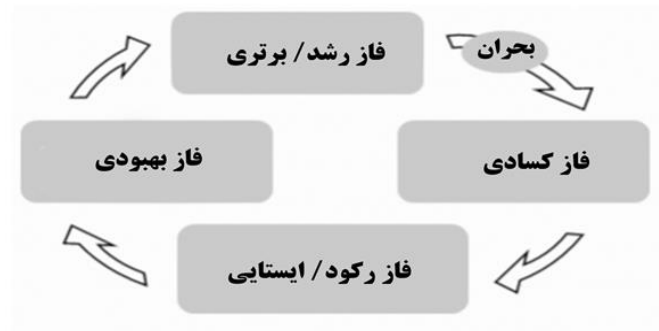 فاز رشد/ برتری
بحران
فاز کسادی
فاز بهبودی
فاز رکود/ ایستایی